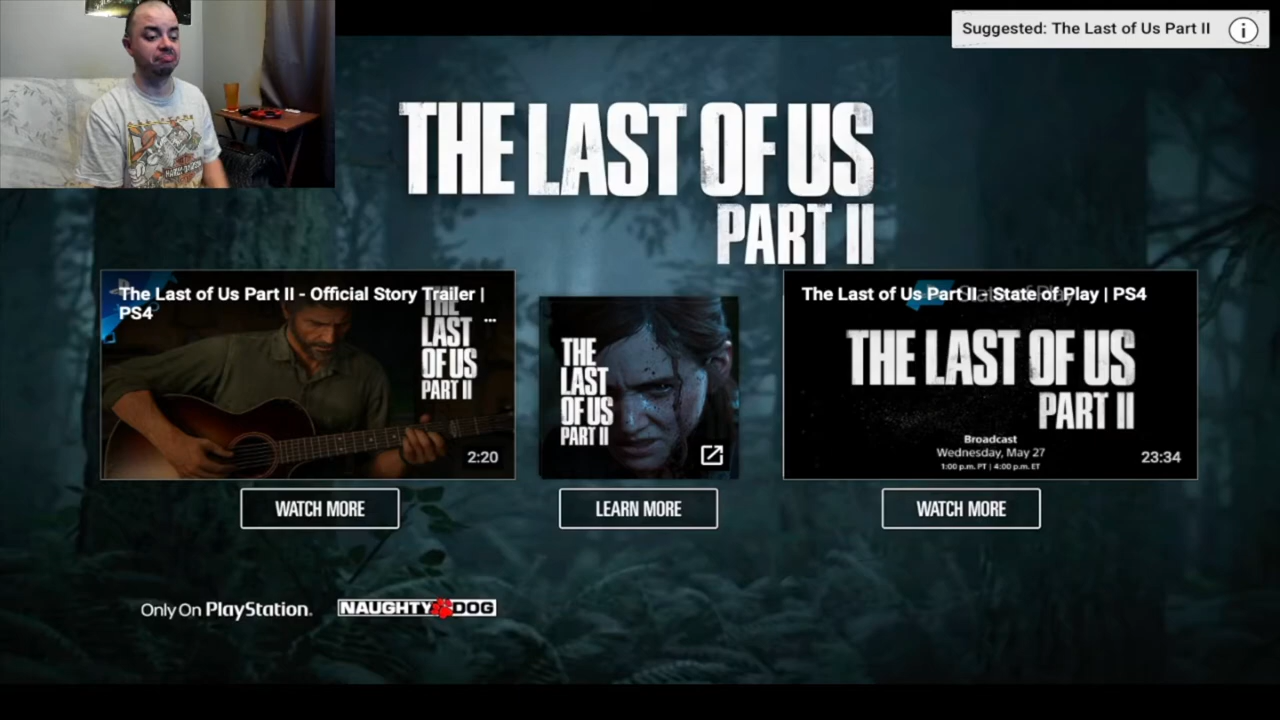 Suggested: The Last of Us Part II
THE LAST OF US
PART II
The Last of Us Part II - Official Story Trailer |
PS4
...
THE
LAST
OF US
PART II
2:20
THE
LAST
OF US
PART II
The Last of Us Part II - State of Play | PS4
THE LAST OF US
PART II
Broadcast
Wednesday, May 27
1:00 p.m. PT | 4:00 p.m. ET
23:34
WATCH MORE
LEARN MORE
WATCH MORE
Only On PlayStation.
NAUGHTY DOG